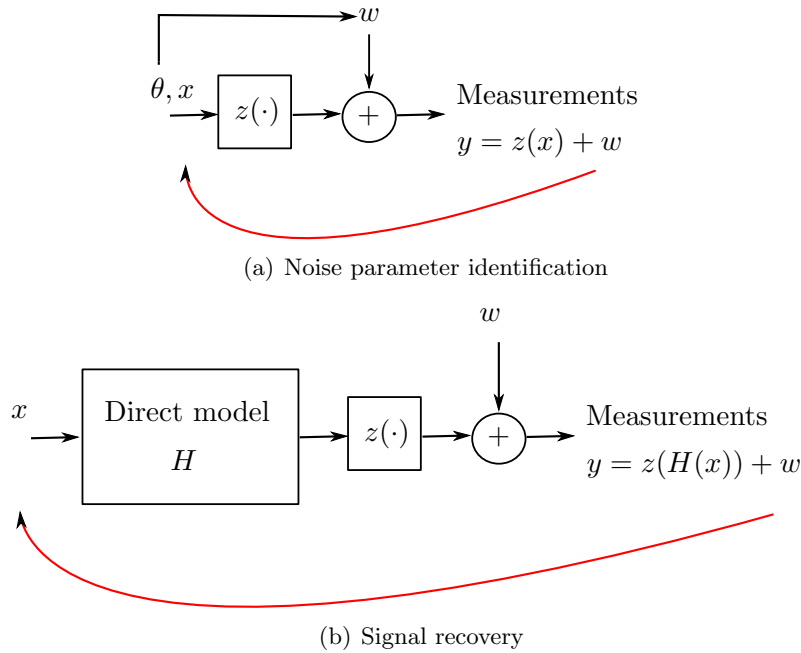 w
θ, x
z(·)
+
Measurements
y = z(x) + w
(a) Noise parameter identification
w
x
Direct model
H
z(·)
+
Measurements
y = z(H(x)) + w
(b) Signal recovery